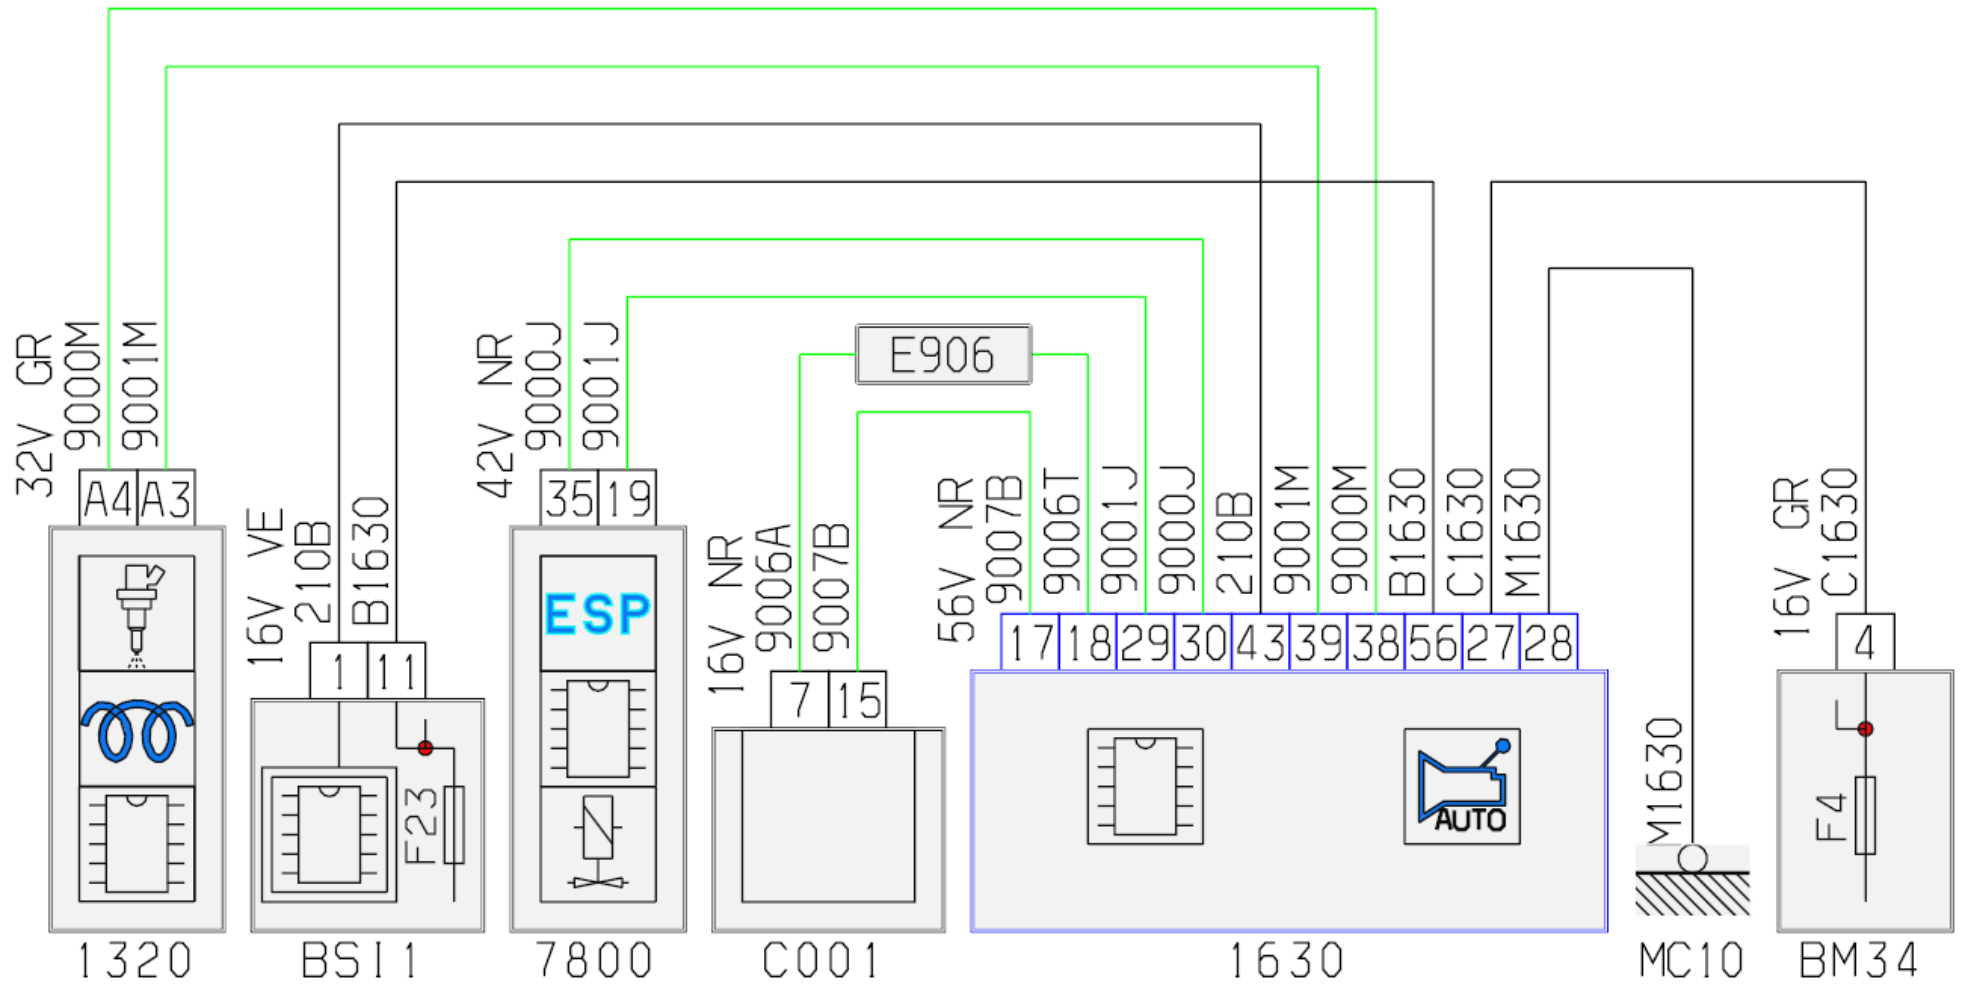 32V GR
9000M
9001M
A4
A3
1320
16V VE
210B
B1630
1
11
F23
BSI1
42V NR
9000J
9001J
35
19
ESP
7800
16V NR
9006A
9007B
7
15
C001
E906
56V NR
9007B
9006T
9001J
9000J
210B
9001M
9000M
B1630
C1630
M1630
17
18
29
30
43
39
38
56
27
28
AUTO
1630
M1630
MC10
16V GR
C1630
4
F4
BM34